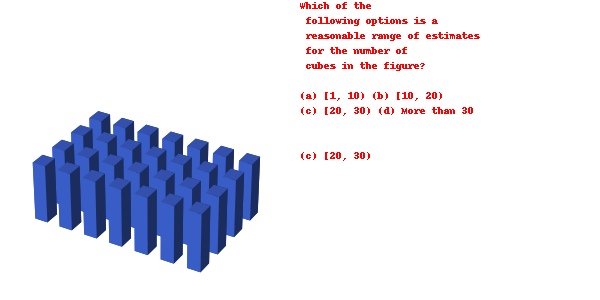 Which of the
following options is a
reasonable range of estimates
for the number of
cubes in the figure?
(a) [1, 10) (b) [10, 20)
(c) [20, 30) (d) More than 30
(c) [20, 30)